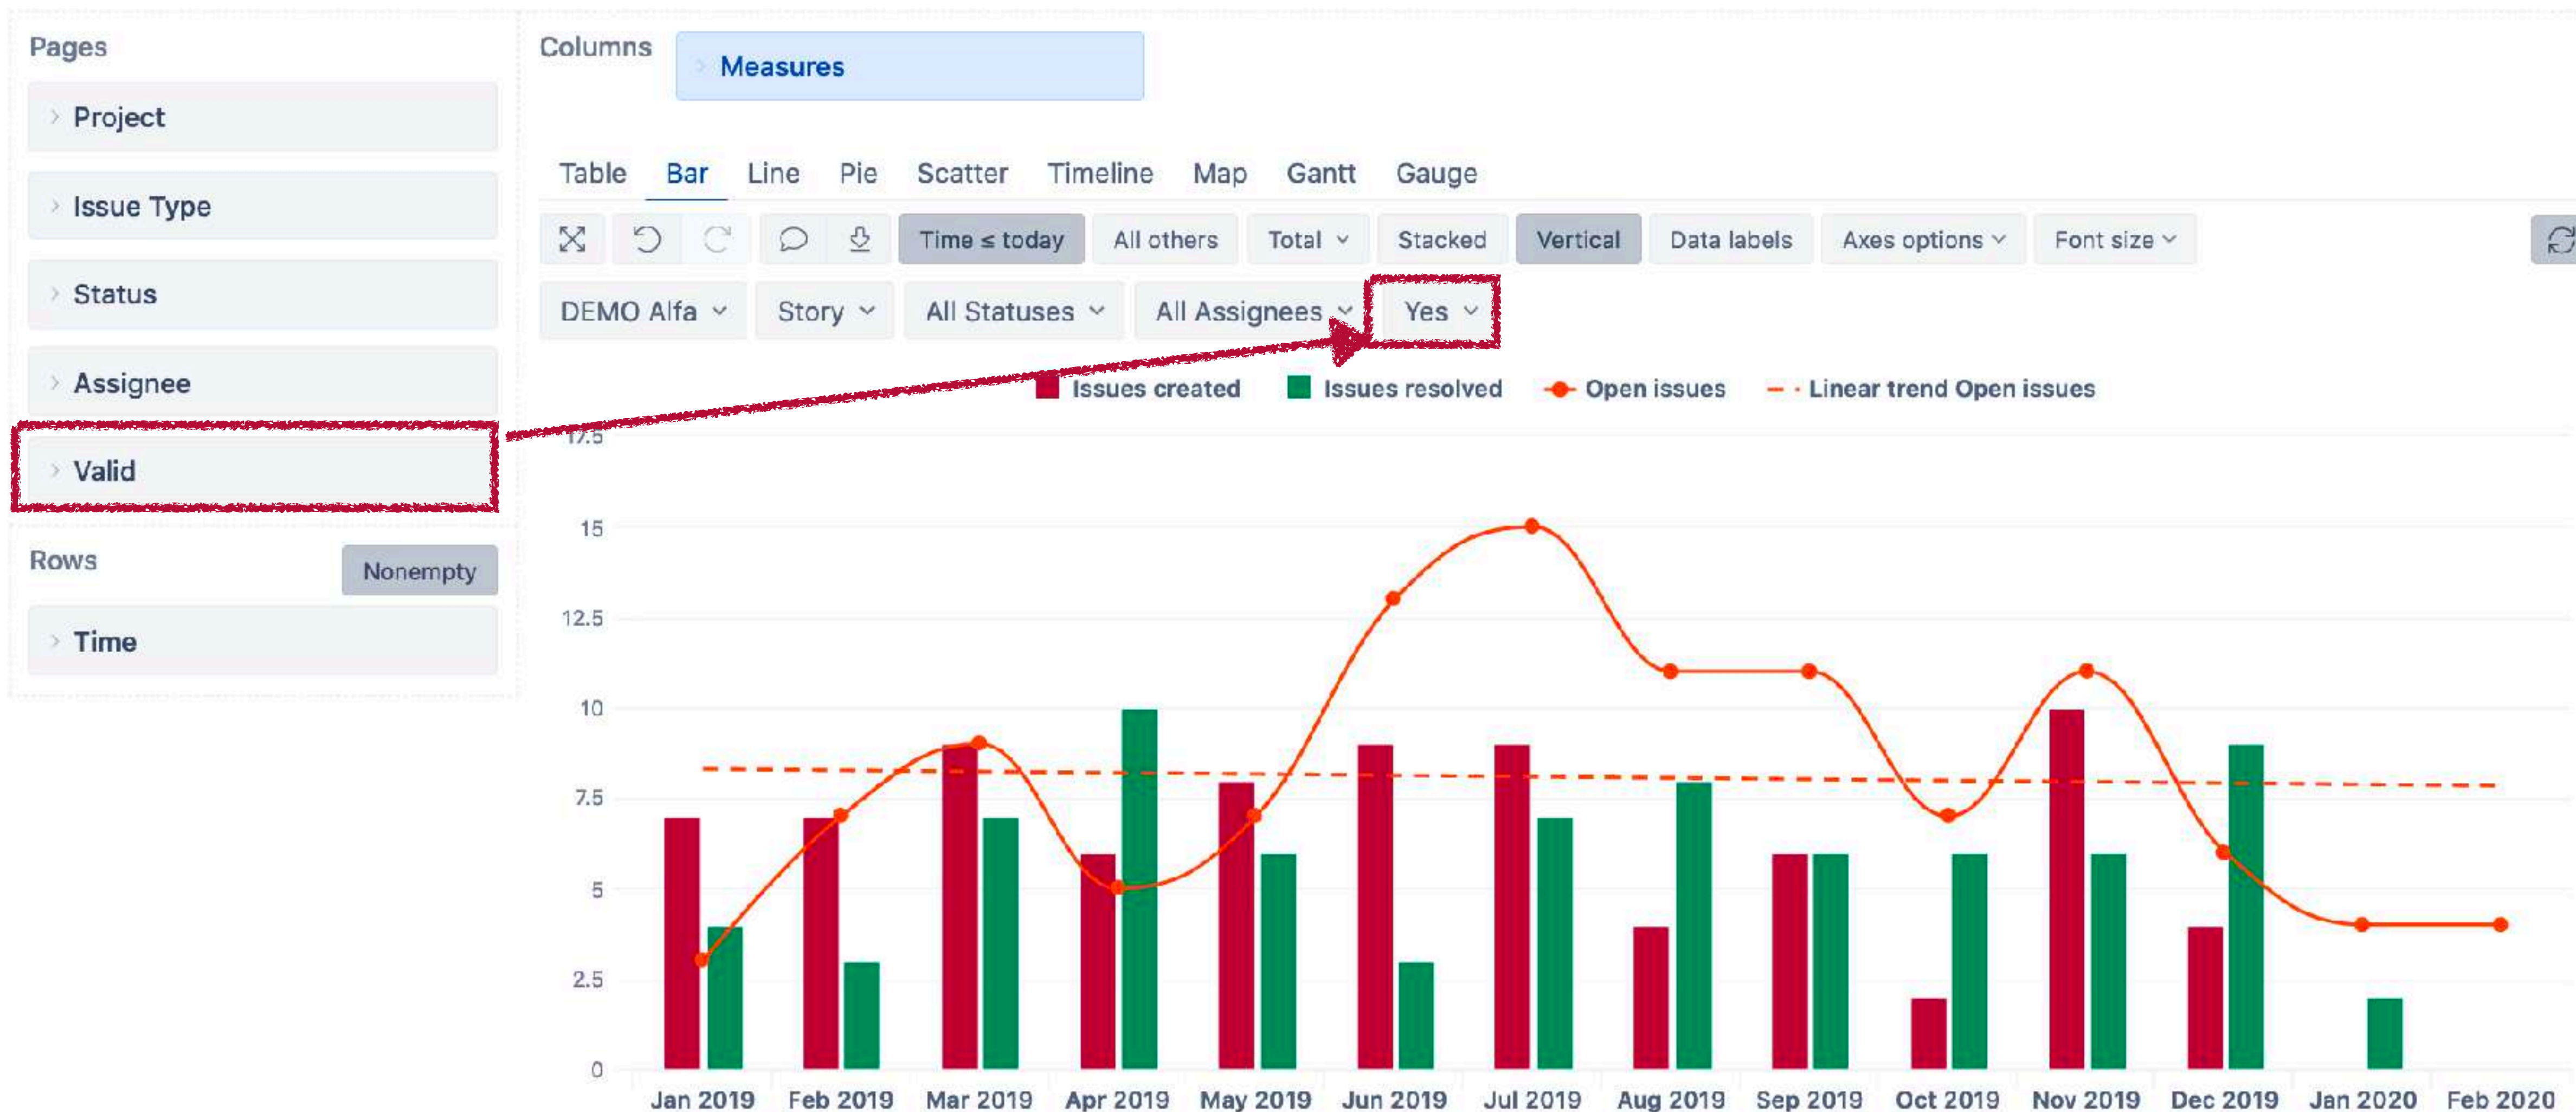 Pages
Project
Issue Type
Status
Assignee
Valid
Rows
Nonempty
Time
Columns
Measures
Table Bar Line Pie Scatter Timeline Map Gantt Gauge
Time ≤ today All others Total Stacked Vertical Data labels Axes options Font size
DEMO Alfa Story All Statuses All Assignees Yes
Issues created Issues resolved Open issues Linear trend Open issues
17.5
15
12.5
10
7.5
5
2.5
0
Jan 2019 Feb 2019 Mar 2019 Apr 2019 May 2019 Jun 2019 Jul 2019 Aug 2019 Sep 2019 Oct 2019 Nov 2019 Dec 2019 Jan 2020 Feb 2020